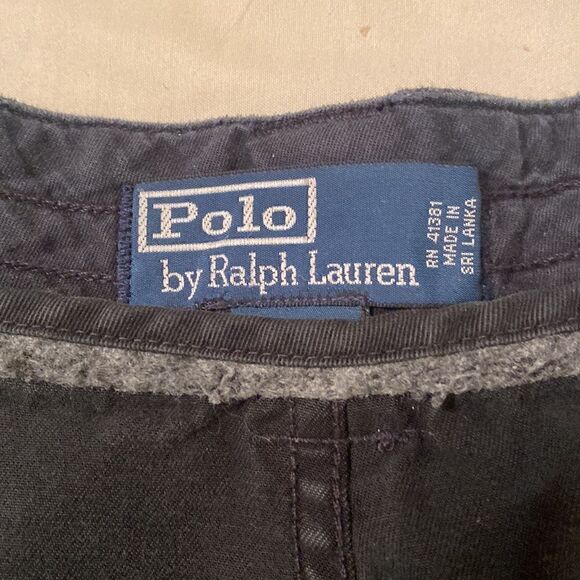 Polo
by Ralph Lauren
RN 41381
MADE IN
SRI LANKA